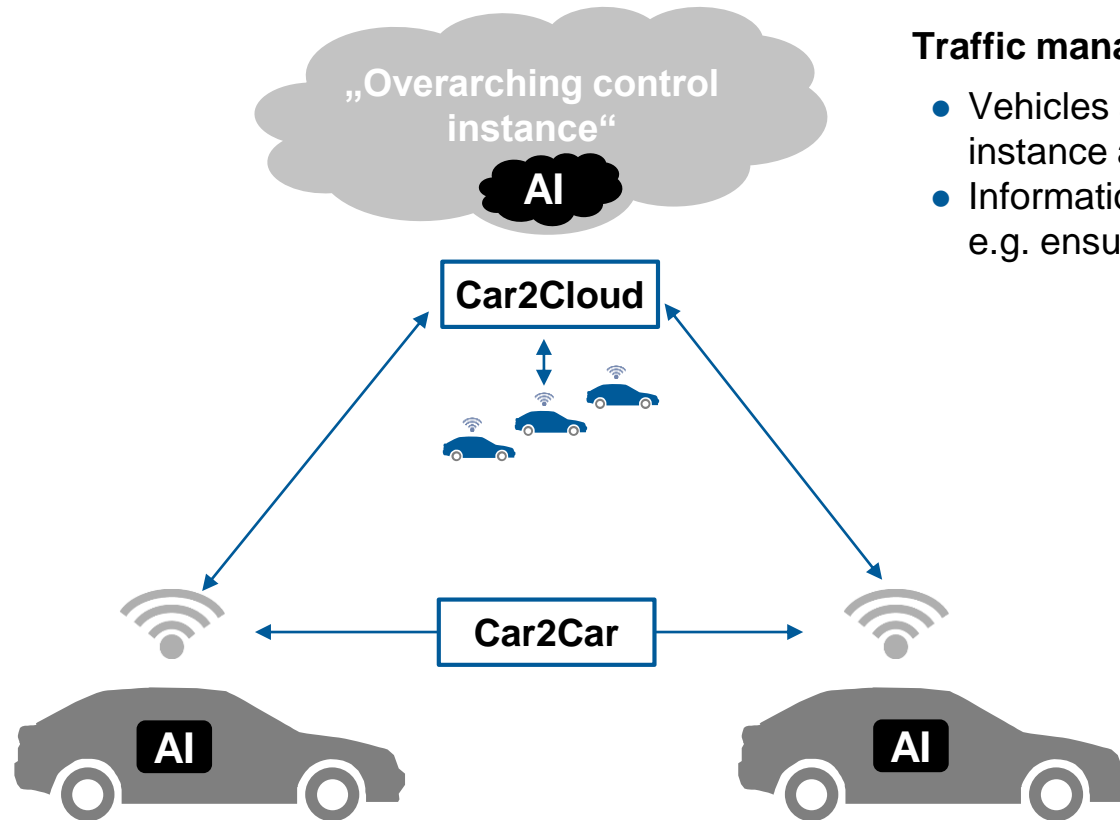 „Overarching control
instance“
AI
Car2Cloud
Car2Car
AI
AI
Traffic mana
Vehicles
instance a
Informatio
e.g. ensu